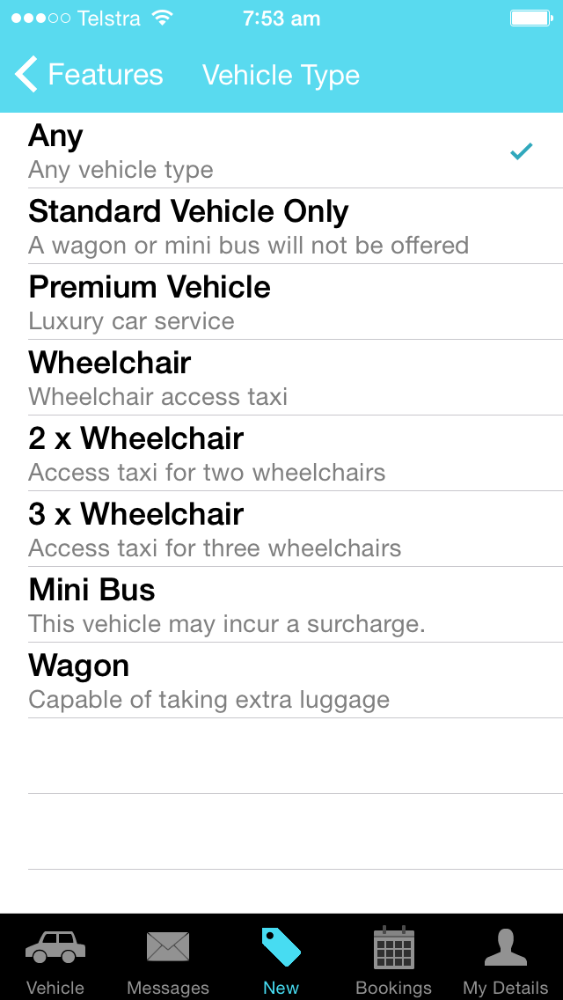 Telstra 7:53 am
Features Vehicle Type
Any
Any vehicle type
Standard Vehicle Only
A wagon or mini bus will not be offered
Premium Vehicle
Luxury car service
Wheelchair
Wheelchair access taxi
2 x Wheelchair
Access taxi for two wheelchairs
3 x Wheelchair
Access taxi for three wheelchairs
Mini Bus
This vehicle may incur a surcharge.
Wagon
Capable of taking extra luggage
Vehicle Messages New Bookings My Details